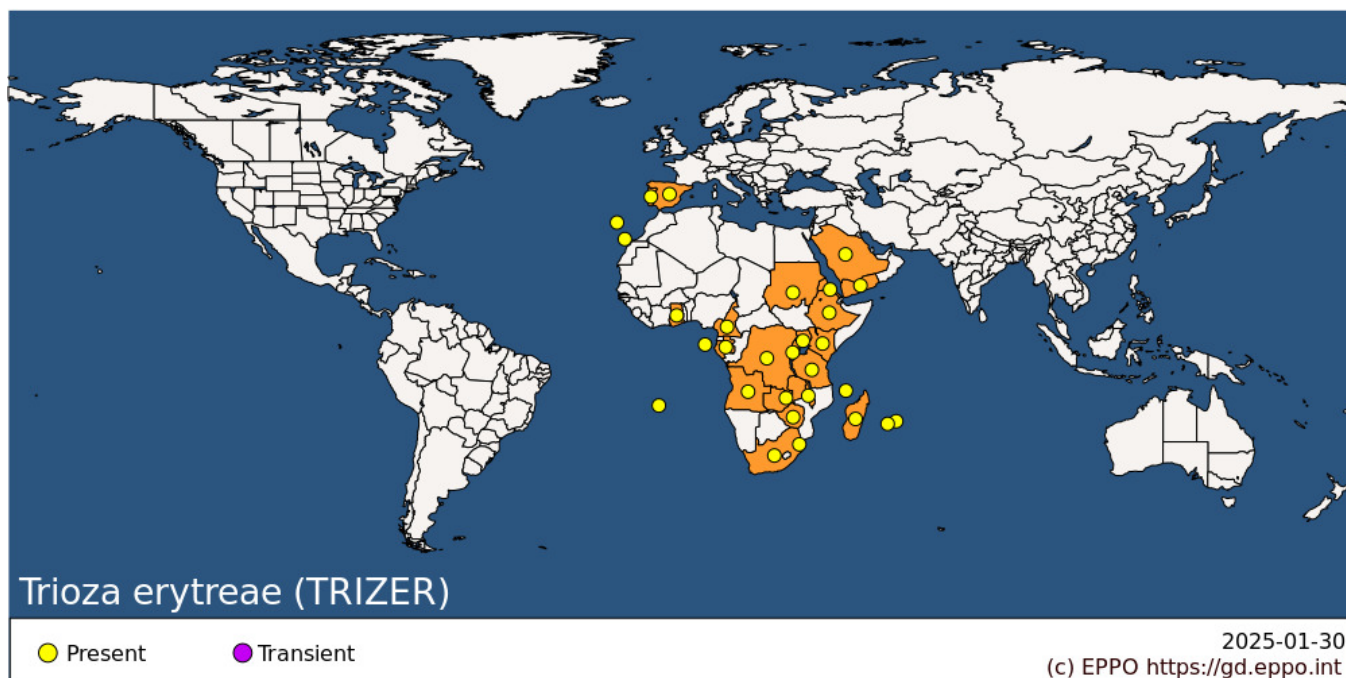 Trioza erytreae (TRIZER)
Present
Transient
2025-01-30
(c) EPPO https://gd.eppo.int